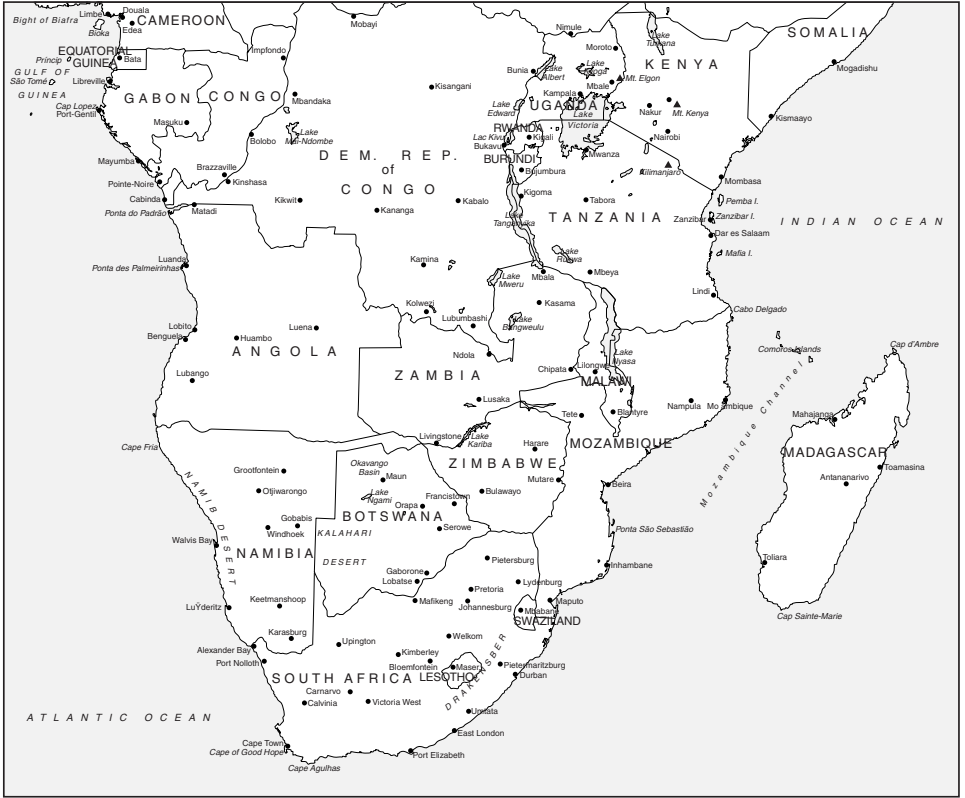 Limbe
Douala
Bight of Biafra
CAMEROON
Edea
Bioka
Mobayi
Nimule
SOMALIA
Lake
Turkana
Moroto
EQUATORIAL
GUINEA
Bata
Impfondo
Princip
GULF OF
São Tomé
Libreville
GUINEA
Bunia
Lake
Albert
Lake
Kyoga
Mbale
Mt. Elgon
KENYA
Mogadishu
Kisangani
Kampala
GABON
CONGO
Mbandaka
Cap Lopez
Port-Gentil
Lake
Edward
UGANDA
Lake
Victoria
Nakur
Mt. Kenya
Kismaayo
Masuku
Bolobo
Lake
Mai-Ndombe
RWANDA
Lac Kivu
Kigali
Bukavu
Nairobi
Mwanza
DEM. REP.
of
CONGO
BURUNDI
Bujumbura
Kilimanjaro
Mayumba
Brazzaville
Kinshasa
Pointe-Noire
Mombasa
Cabinda
Ponta do Padrão
Matadi
Kikwit
Kananga
Kabalo
Kigoma
Tabora
Pemba I.
Lake
Tanganyika
TANZANIA
Zanzibar
Zanzibar I.
INDIAN OCEAN
Dar es Salaam
Mafia I.
Luanda
Ponta des Palmeirinhas
Kamina
Lake
Rukwa
Mbala
Mbeya
Lake
Mweru
Lindi
Kolwezi
Kasama
Cabo Delgado
Lubumbashi
Lake
Bangweulu
Lobito
Benguela
Huambo
Luena
ANGOLA
Ndola
Lake
Nyasa
Comoros Islands
Cap d'Ambre
Chipata
Lilongwe
MALAWI
ZAMBIA
Lubango
Lusaka
Tete
Blantyre
Nampula
Mo ambique
Mozambique Channel
Mahajanga
Cape Fria
Livingstone
Lake
Kariba
Harare
MOZAMBIQUE
MADAGASCAR
Toamasina
Antananarivo
ZIMBABWE
Grootfontein
Okavango
Basin
Maun
Mutare
Beira
NAMIB DESERT
Otjiwarongo
Lake
Ngami
Francistown
Bulawayo
Orapa
BOTSWANA
Gobabis
Windhoek
KALAHARI
Serowe
Ponta São Sebastião
Walvis Bay
NAMIBIA
DESERT
Pietersburg
Inhambane
Toliara
Gaborone
Lobatse
Lydenburg
Pretoria
Keetmanshoop
Mafikeng
Johannesburg
Mbabane
Maputo
LuŸderitz
SWAZILAND
Cap Sainte-Marie
Karasburg
Upington
Welkom
Alexander Bay
Port Nolloth
Kimberley
Bloemfontein
Maseru
Pietermaritzburg
SOUTH AFRICA
LESOTHO
Durban
DRAKENSBER
Carnarvo
Calvinia
Victoria West
Umtata
ATLANTIC OCEAN
East London
Cape Town
Cape of Good Hope
Port Elizabeth
Cape Agulhas